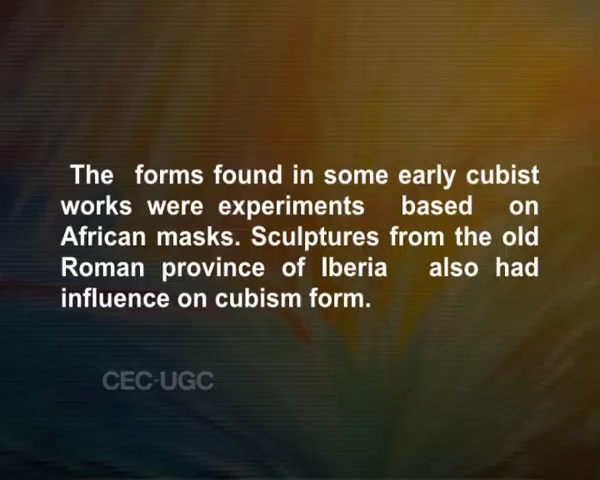 The forms found in some early cubist
works were experiments based on
African masks. Sculptures from the old
Roman province of Iberia also had
influence on cubism form.
CEC-UGC